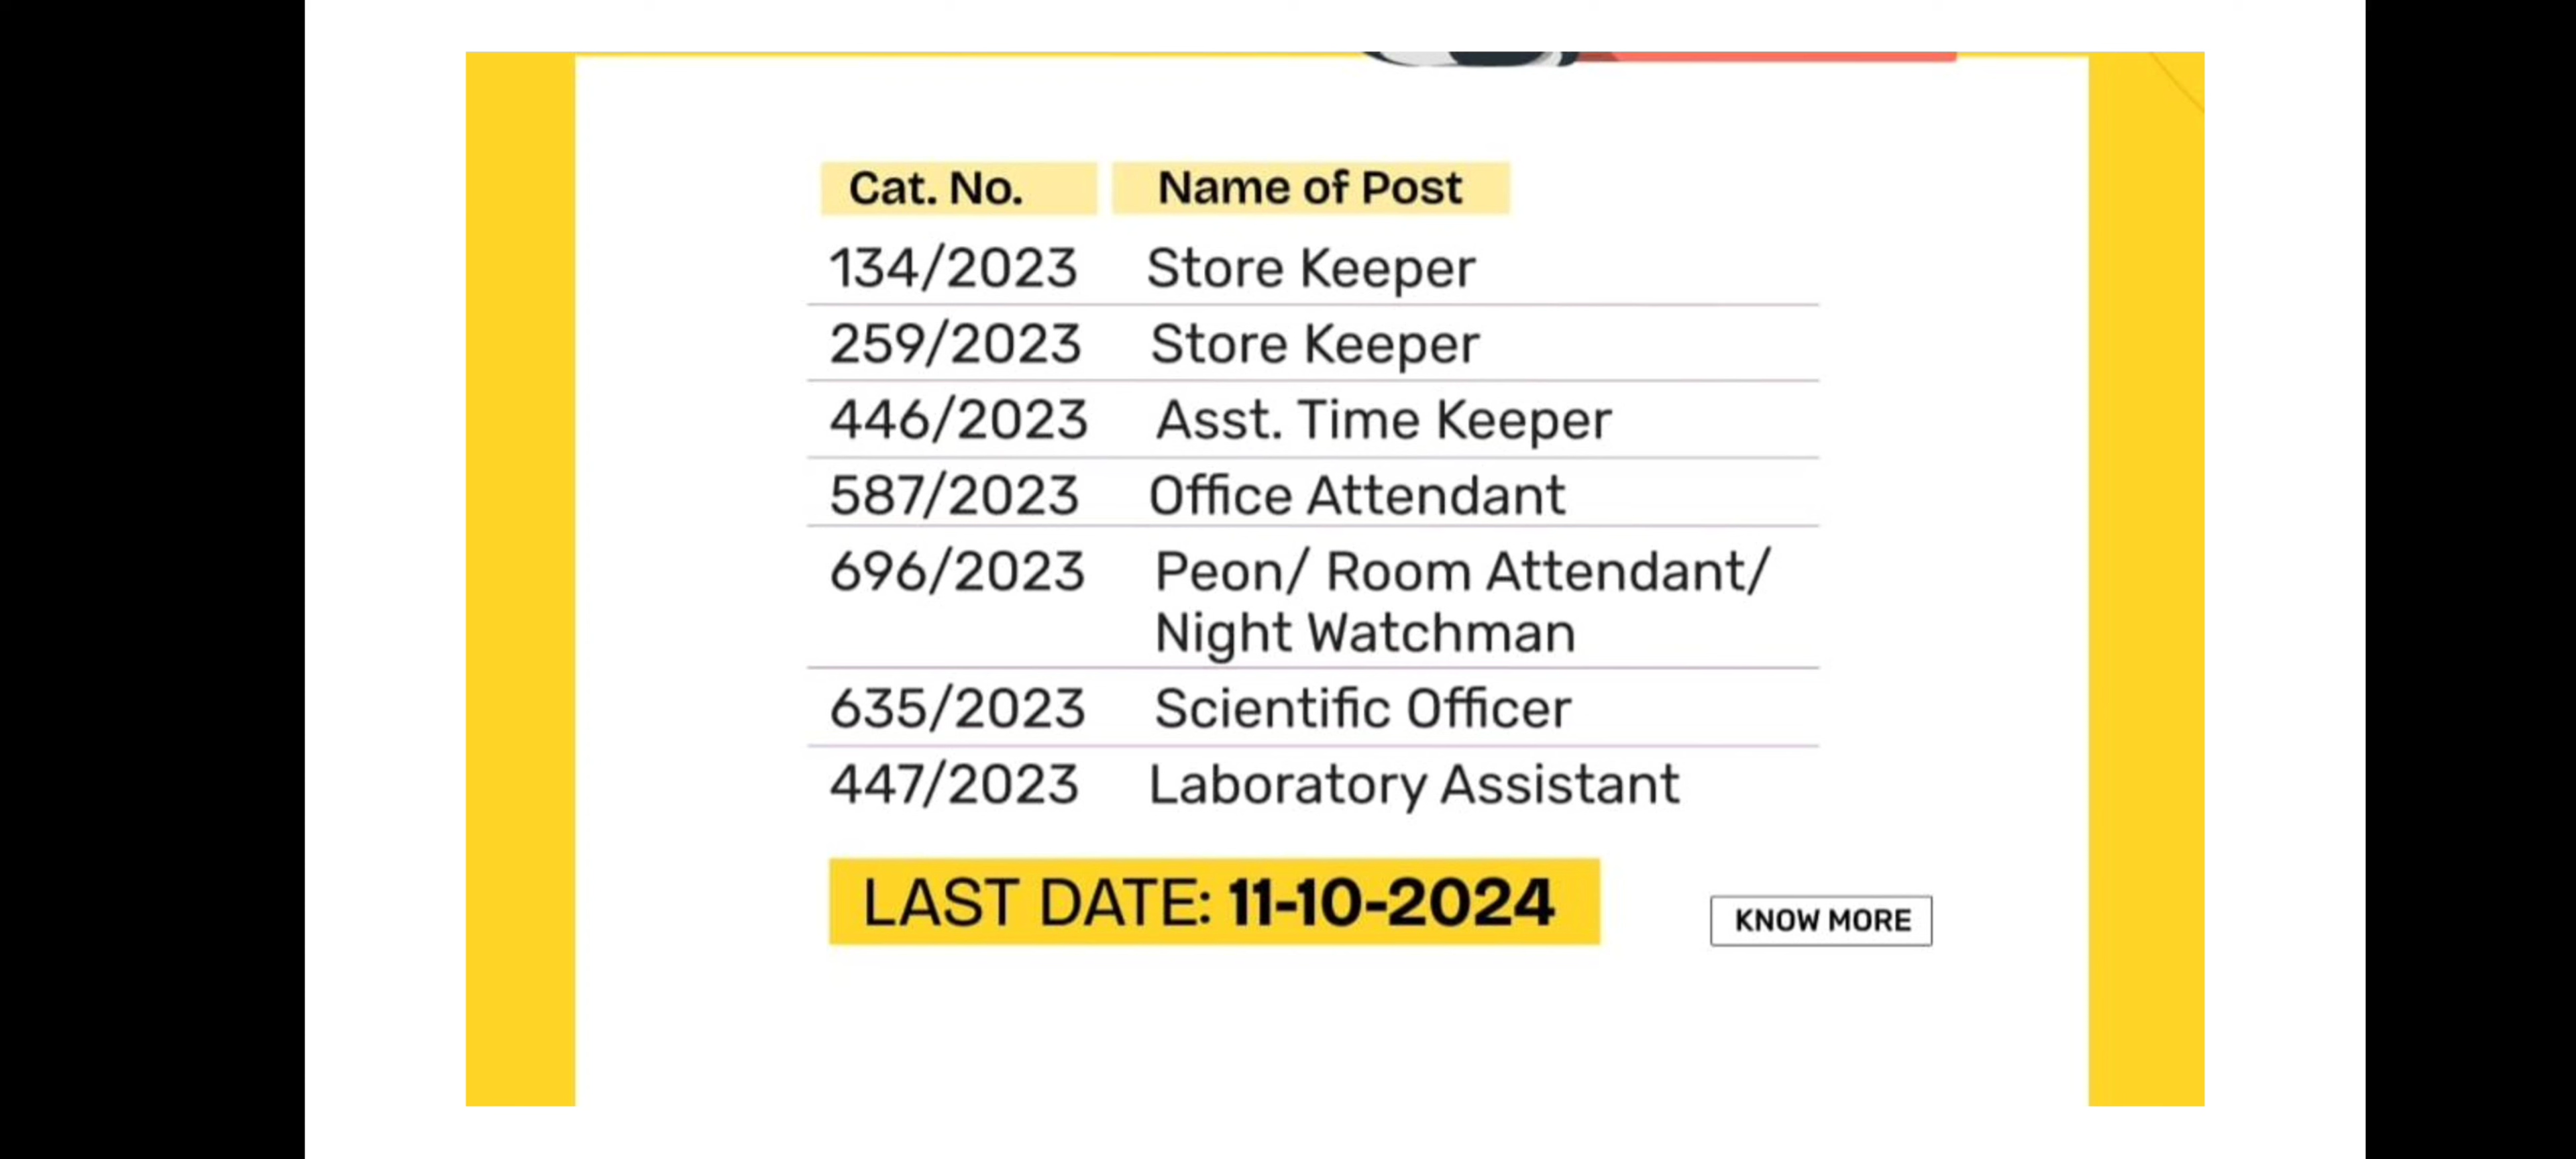 Cat. No. Name of Post
134/2023 Store Keeper
259/2023 Store Keeper
446/2023 Asst. Time Keeper
587/2023 Office Attendant
696/2023 Peon/ Room Attendant/
Night Watchman
635/2023 Scientific Officer
447/2023 Laboratory Assistant
LAST DATE: 11-10-2024
KNOW MORE